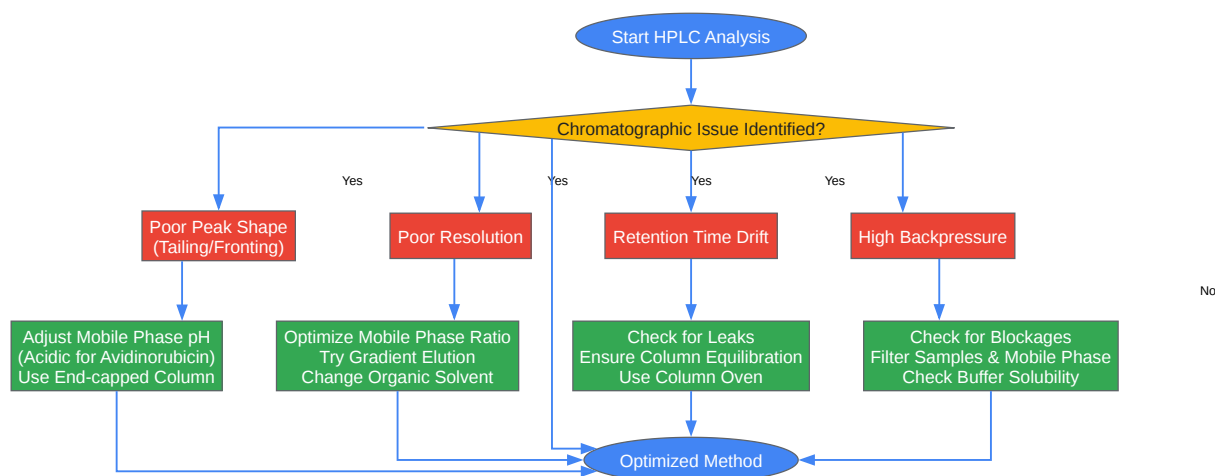 Start HPLC Analysis
Chromatographic Issue Identified?
Yes
Yes
Yes
Yes
Poor Peak Shape
(Tailing/Fronting)
Poor Resolution
Retention Time Drift
High Backpressure
No
Adjust Mobile Phase pH
(Acidic for Avidinorubicin)
Use End-capped Column
Optimize Mobile Phase Ratio
Try Gradient Elution
Change Organic Solvent
Check for Leaks
Ensure Column Equilibration
Use Column Oven
Check for Blockages
Filter Samples & Mobile Phase
Check Buffer Solubility
Optimized Method